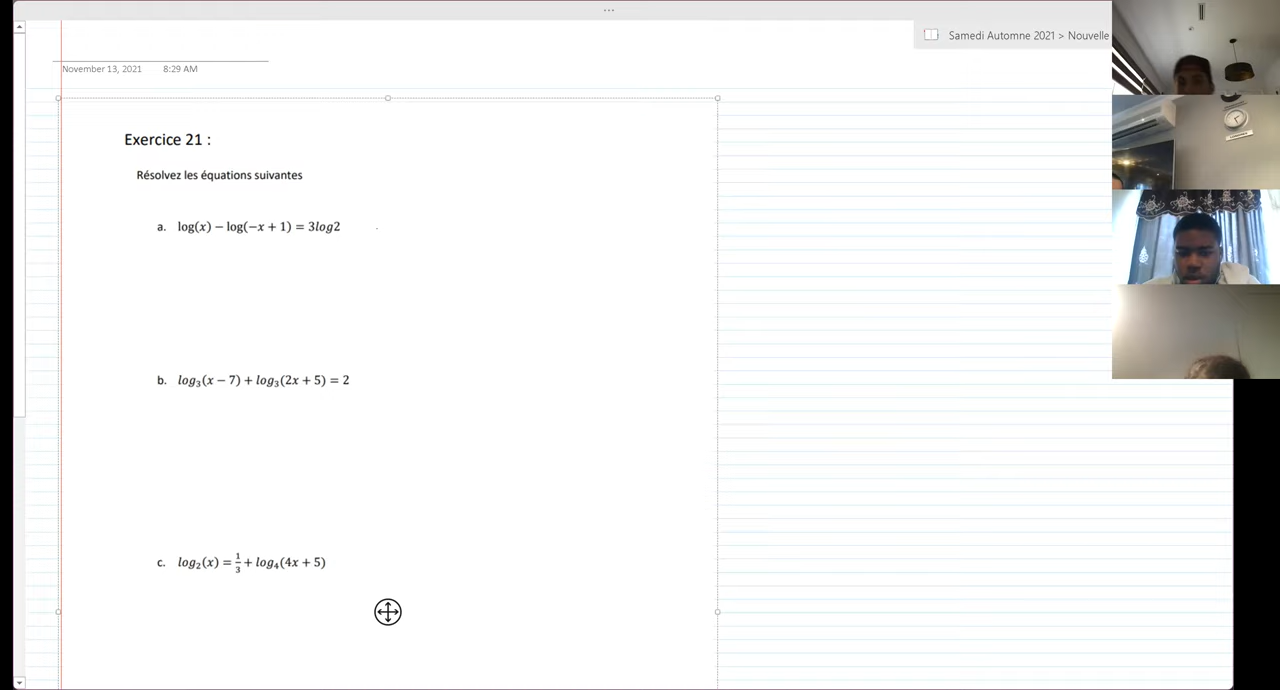 Samedi Automne 2021 > Nouvelle
November 13, 2021 8:29 AM
Exercice 21 :
Résolvez les équations suivantes
a. log(x) − log(−x + 1) = 3log2
b. log₃(x − 7) + log₃(2x + 5) = 2
c. log₂(x) = 1/3 + log₄(4x + 5)